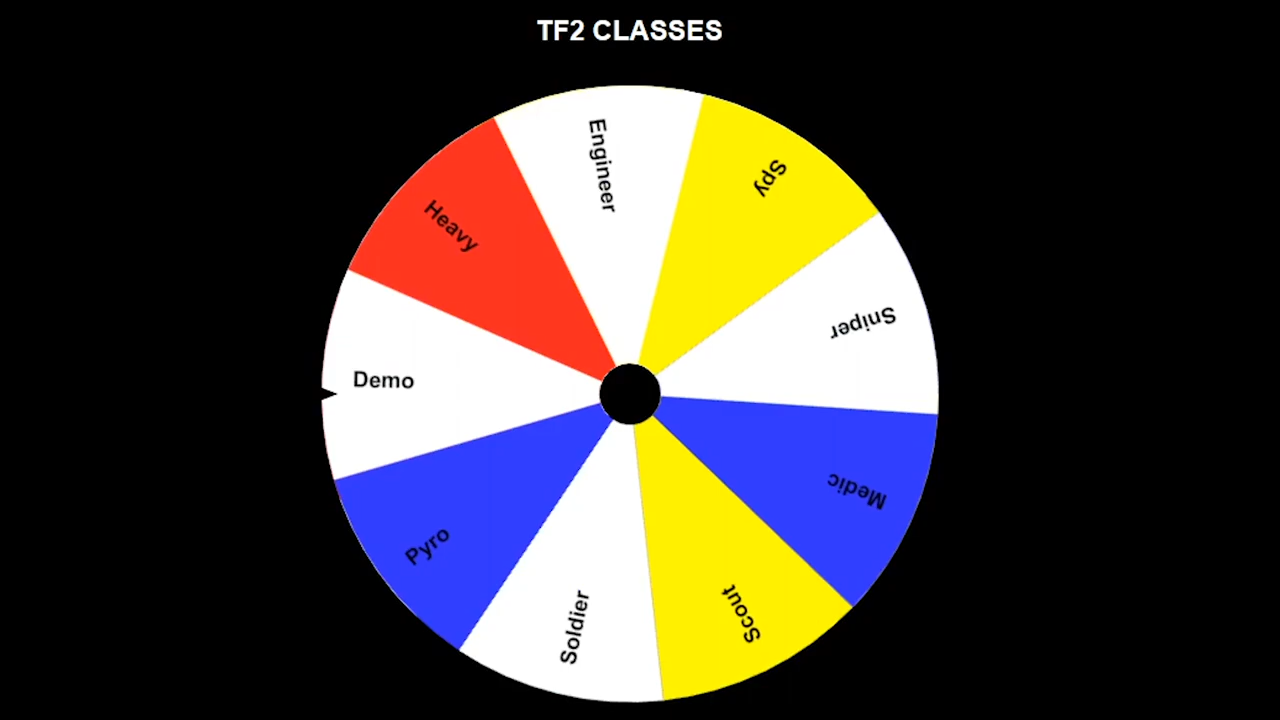 TF2 CLASSES
Engineer
Spy
Sniper
Medic
Scout
Soldier
Pyro
Demo
Heavy